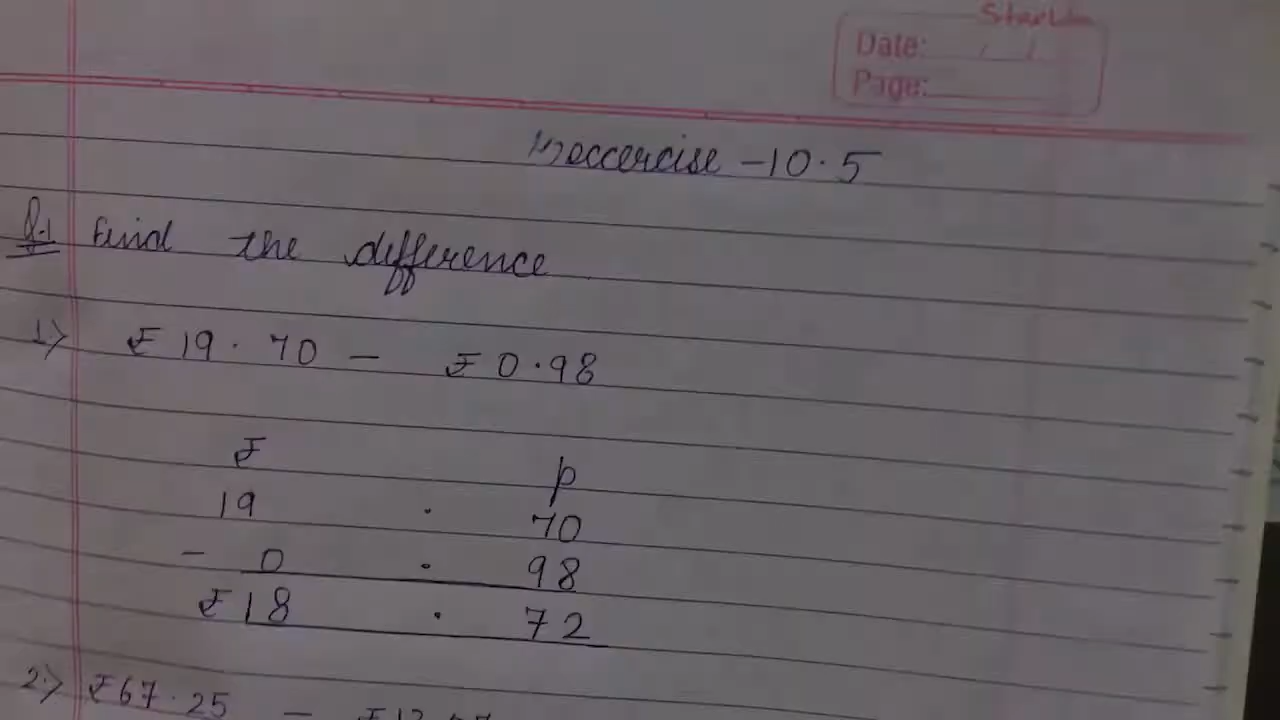 Date: / /
Page:
Exccercise - 10.5
Q.1 Find the difference
1> ₹ 19.70 - ₹ 0.98
₹ p
19 . 70
- 0 . 98
₹ 18 . 72
2> ₹67.25 -